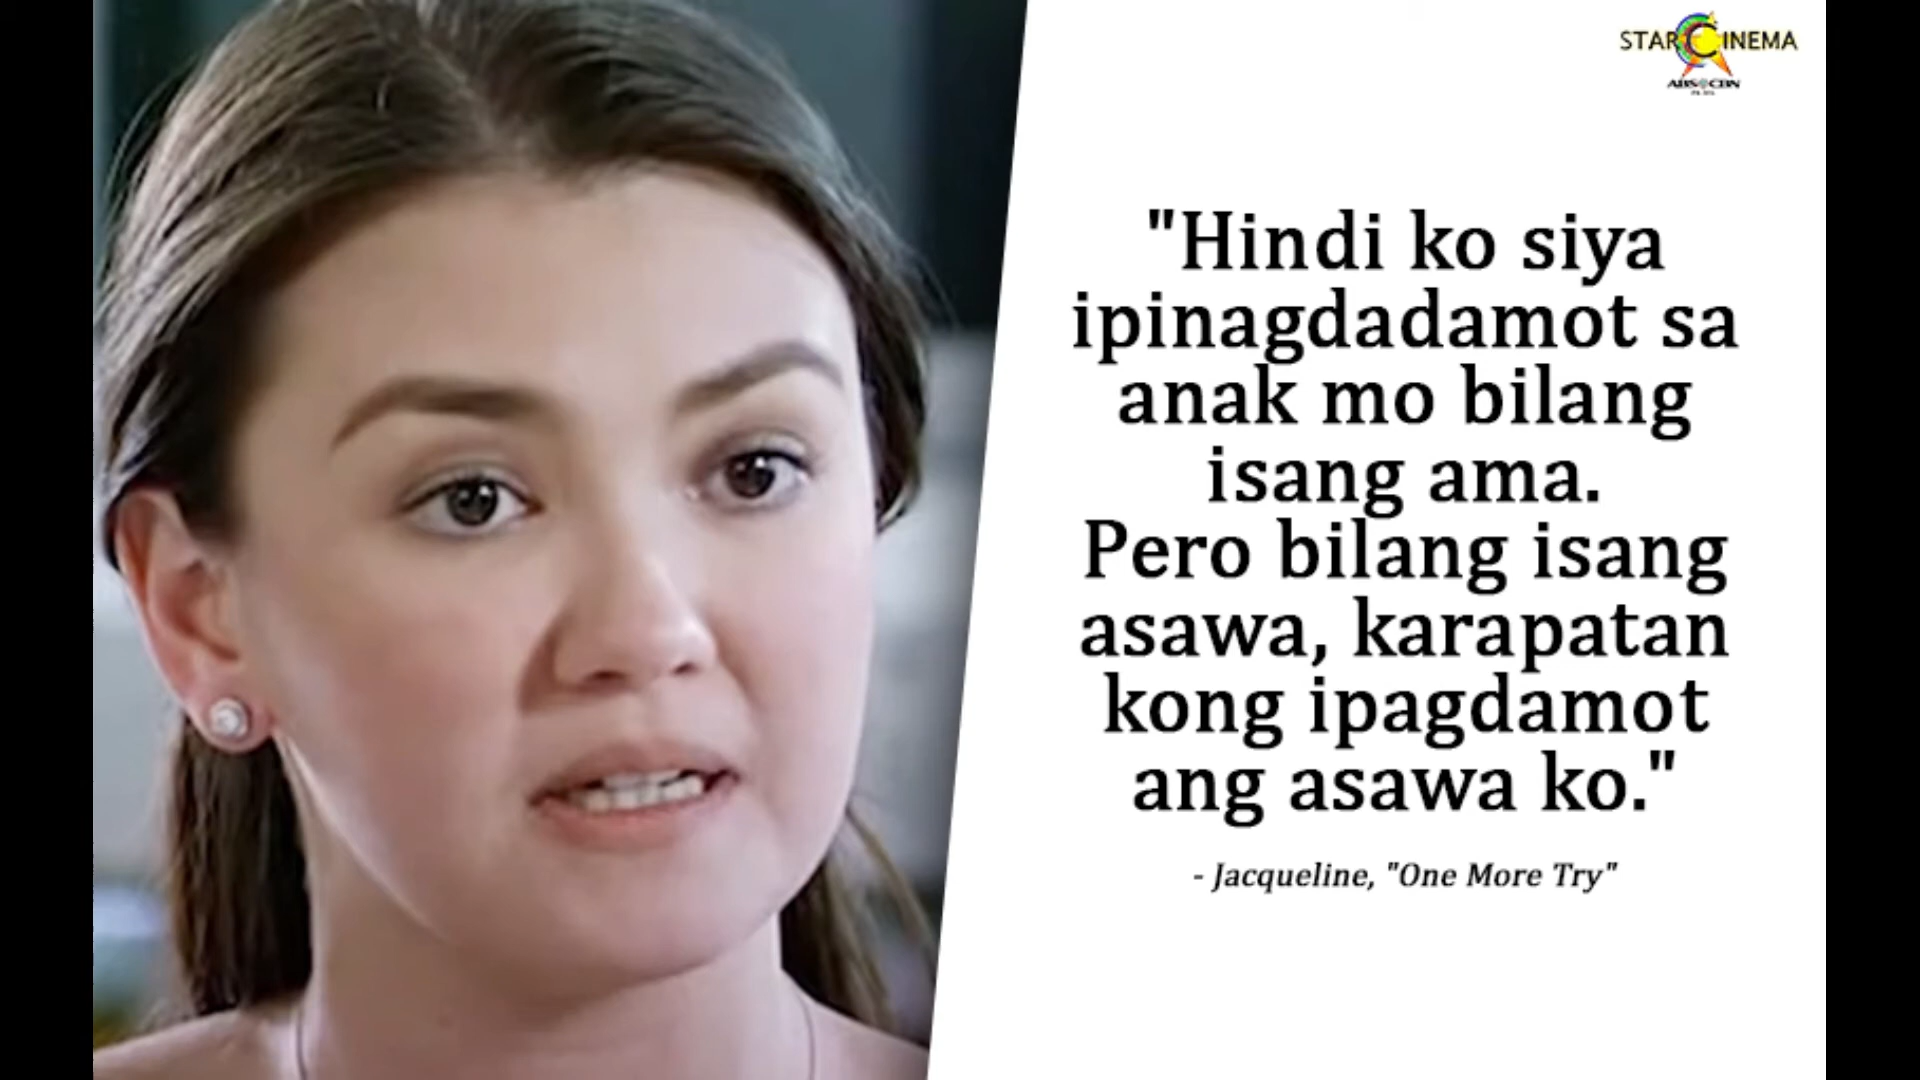 STAR CINEMA
ABS-CBN
"Hindi ko siya
ipinagdadamot sa
anak mo bilang
isang ama.
Pero bilang isang
asawa, karapatan
kong ipagdamot
ang asawa ko."
- Jacqueline, "One More Try"